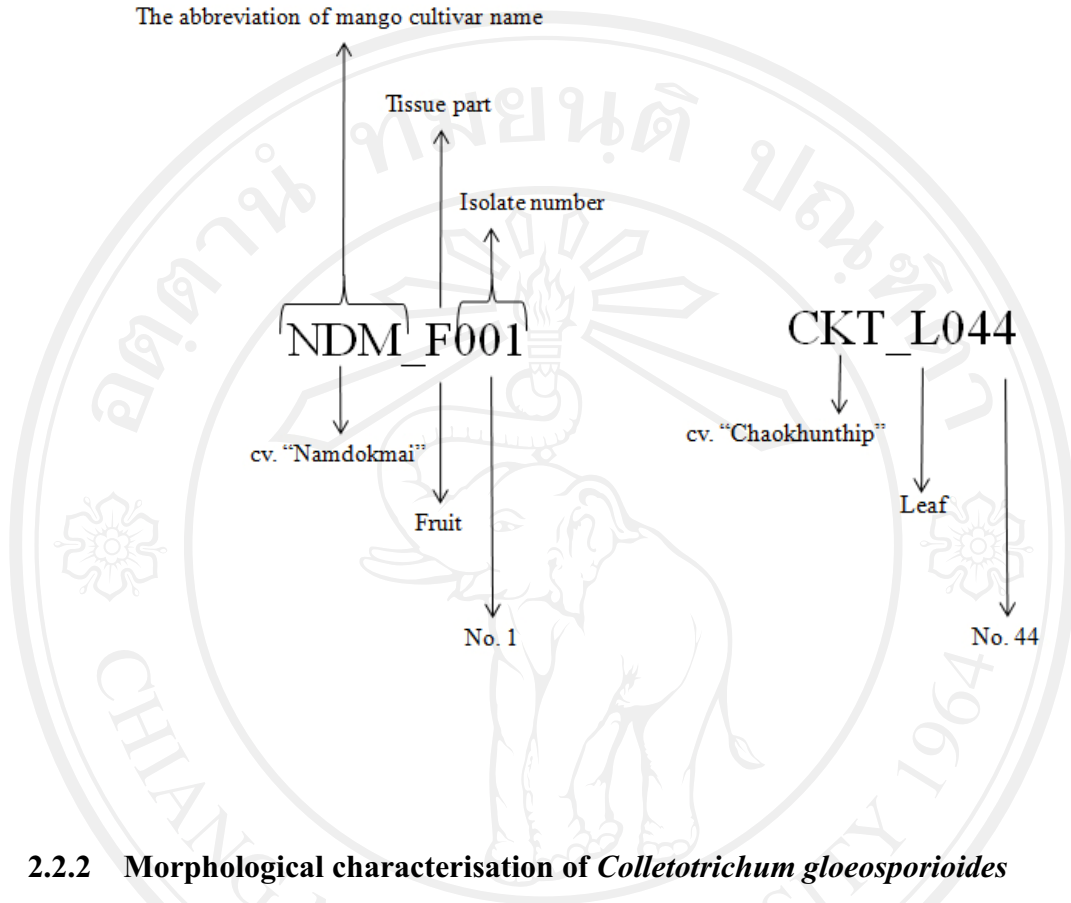 The abbreviation of mango cultivar name
Tissue part
Isolate number
NDM_F001
CKT_L044
cv. “Namdokmai”
cv. “Chaokhunthip”
Fruit
Leaf
No. 1
No. 44
2.2.2 Morphological characterisation of Colletotrichum gloeosporioides